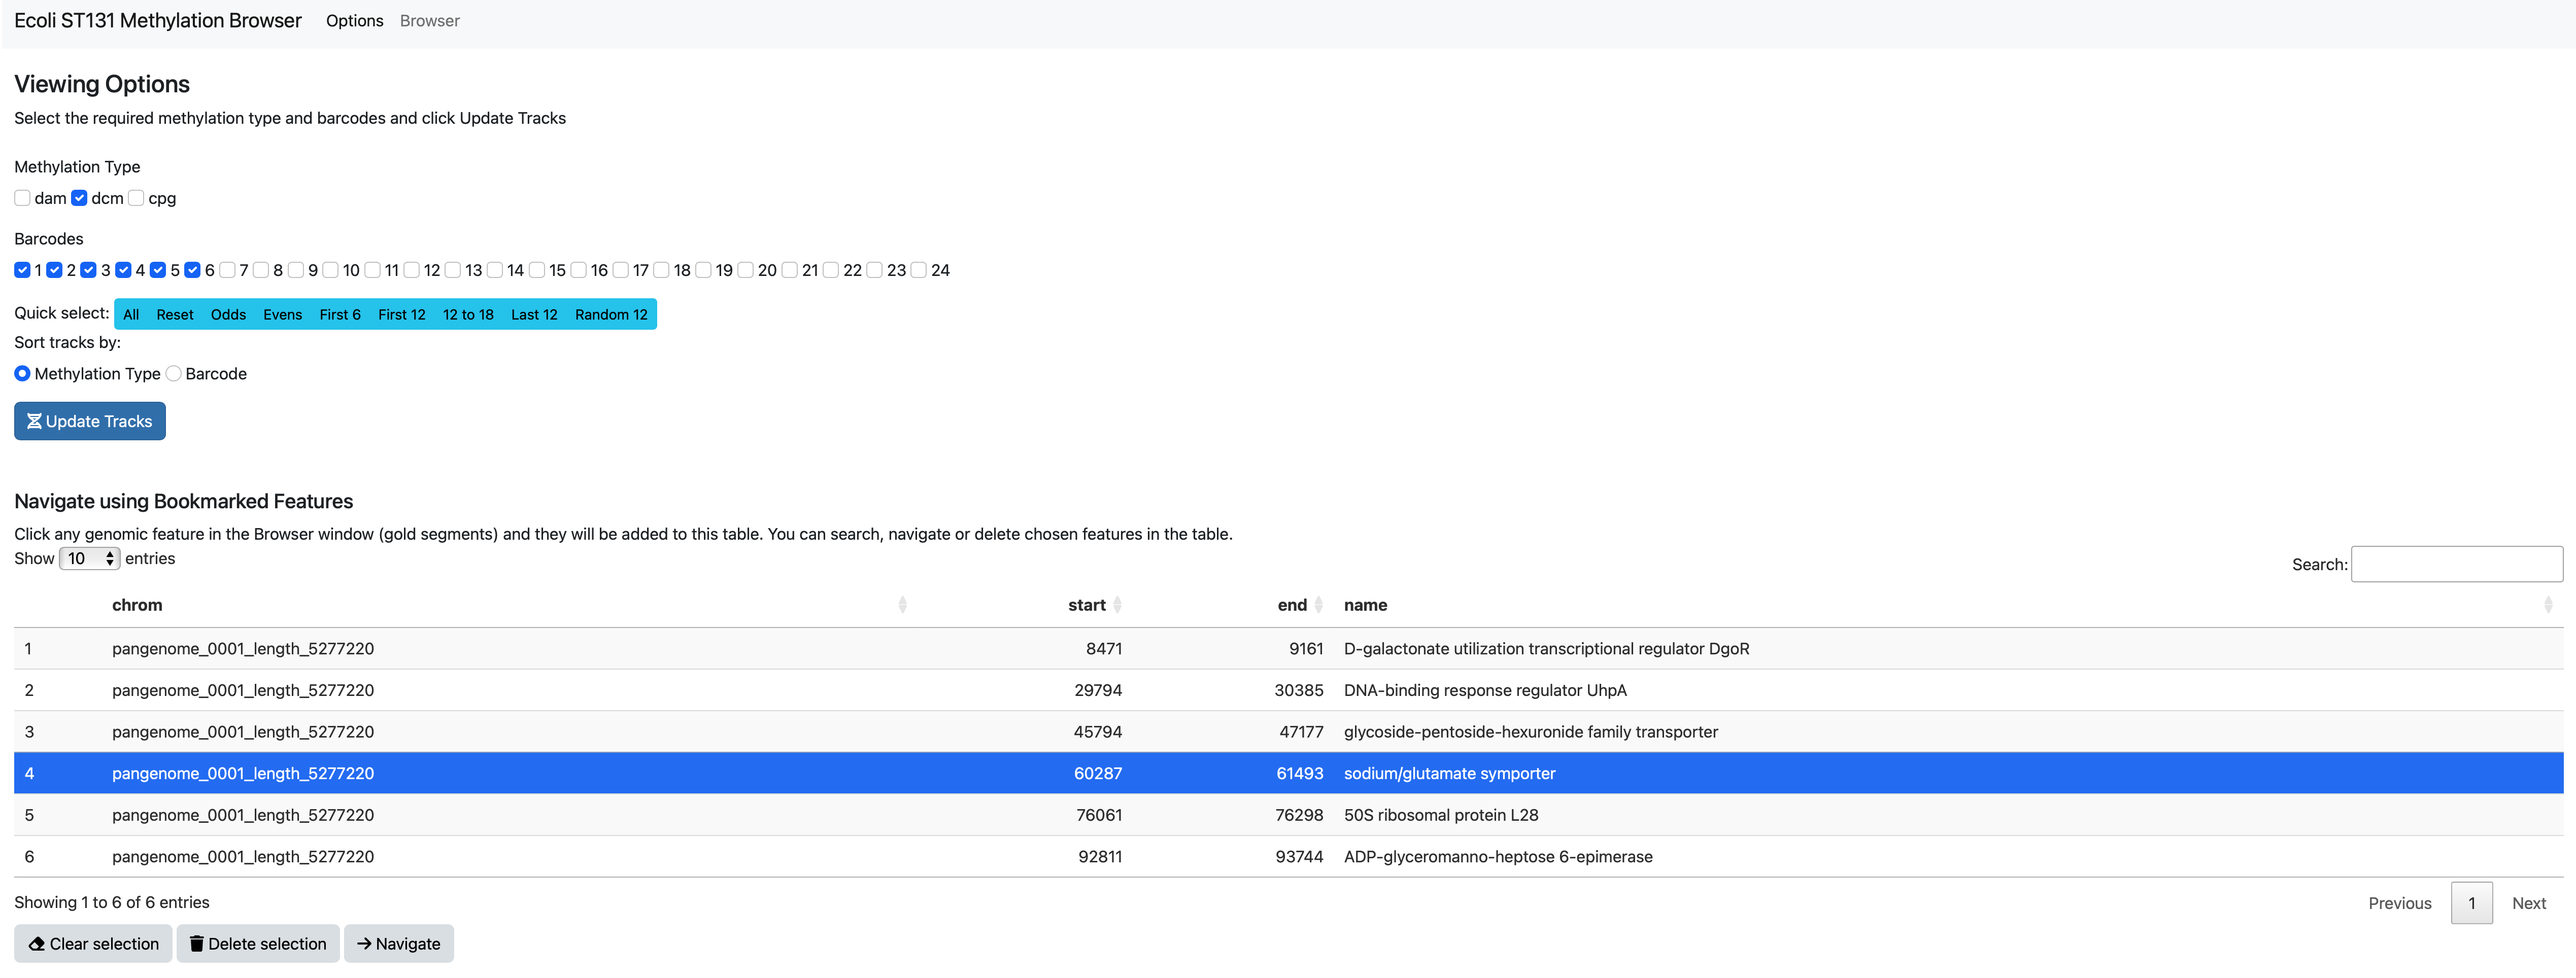 Ecoli ST131 Methylation Browser Options Browser
Viewing Options
Select the required methylation type and barcodes and click Update Tracks
Methylation Type
dam dcm cpg
Barcodes
1 2 3 4 5 6 7 8 9 10 11 12 13 14 15 16 17 18 19 20 21 22 23 24
Quick select: All Reset Odds Evens First 6 First 12 12 to 18 Last 12 Random 12
Sort tracks by:
Methylation Type Barcode
Update Tracks
Navigate using Bookmarked Features
Click any genomic feature in the Browser window (gold segments) and they will be added to this table. You can search, navigate or delete chosen features in the table.
Show 10 entries Search:
chrom start end name
1 pangenome_0001_length_5277220 8471 9161 D-galactonate utilization transcriptional regulator DgoR
2 pangenome_0001_length_5277220 29794 30385 DNA-binding response regulator UhpA
3 pangenome_0001_length_5277220 45794 47177 glycoside-pentoside-hexuronide family transporter
4 pangenome_0001_length_5277220 60287 61493 sodium/glutamate symporter
5 pangenome_0001_length_5277220 76061 76298 50S ribosomal protein L28
6 pangenome_0001_length_5277220 92811 93744 ADP-glyceromanno-heptose 6-epimerase
Showing 1 to 6 of 6 entries Previous 1 Next
Clear selection Delete selection Navigate